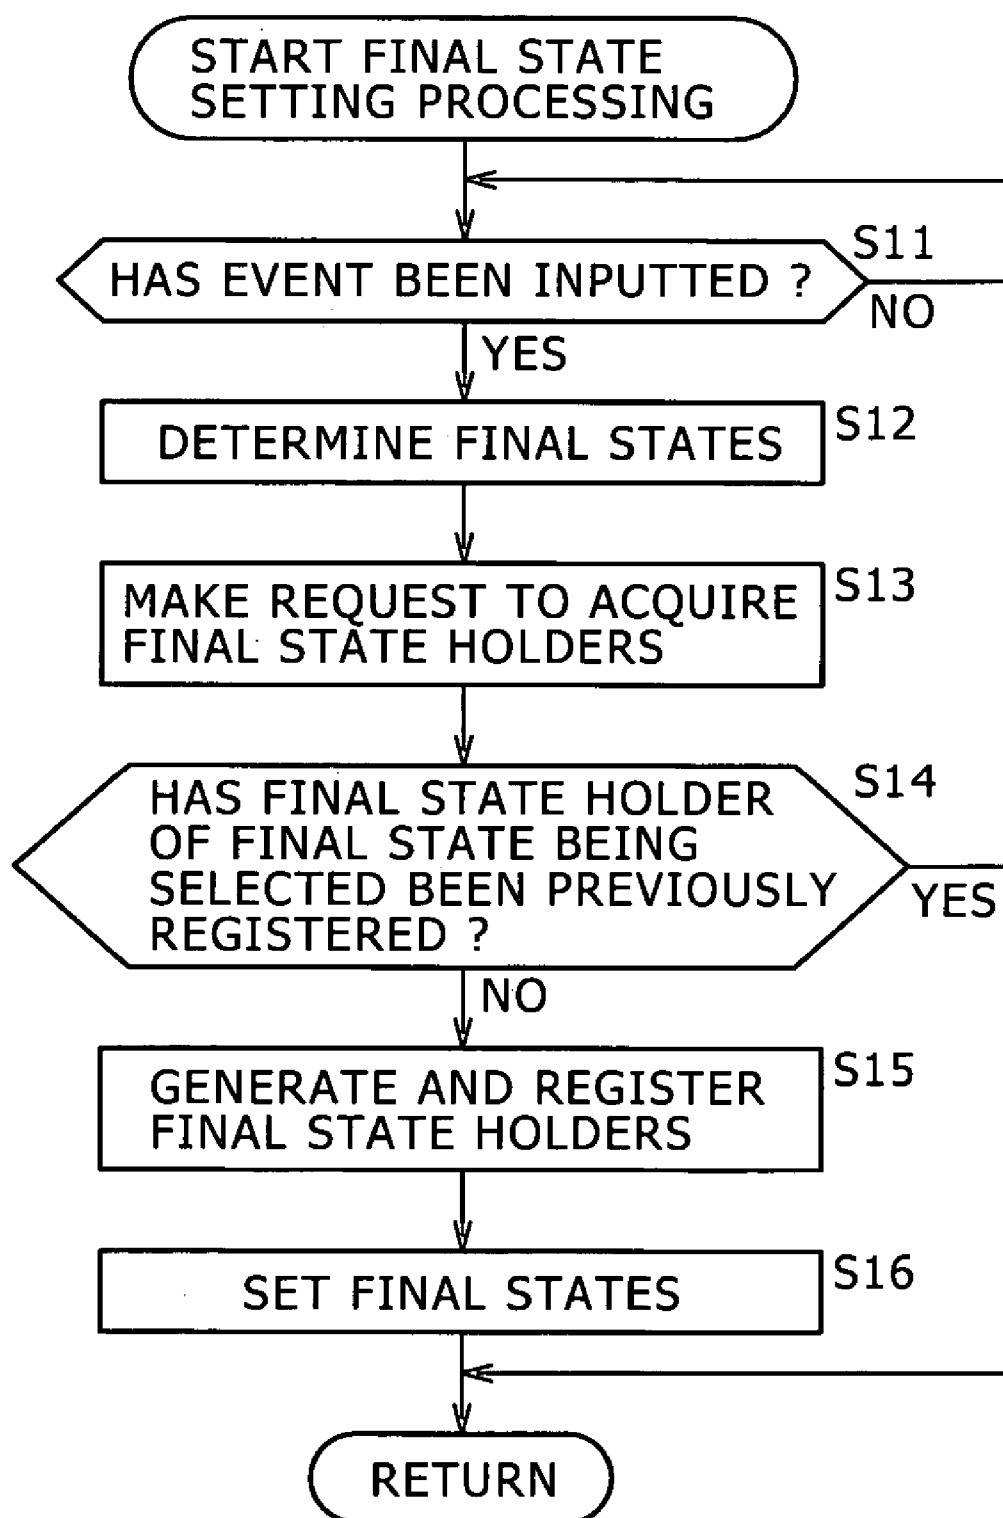 START FINAL STATE
SETTING PROCESSING
S11
HAS EVENT BEEN INPUTTED ?
NO
YES
S12
DETERMINE FINAL STATES
S13
MAKE REQUEST TO ACQUIRE
FINAL STATE HOLDERS
S14
HAS FINAL STATE HOLDER
OF FINAL STATE BEING
SELECTED BEEN PREVIOUSLY
REGISTERED ?
YES
NO
S15
GENERATE AND REGISTER
FINAL STATE HOLDERS
S16
SET FINAL STATES
RETURN